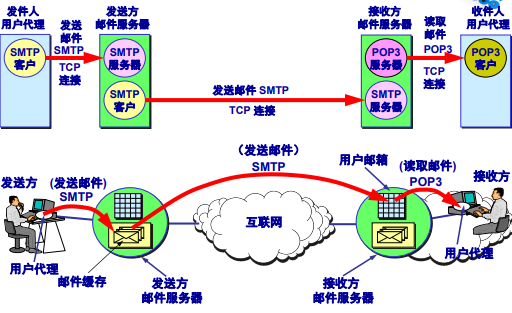 发件人
用户代理
发送方
邮件服务器
接收方
邮件服务器
收件人
用户代理
发送
邮件
SMTP
TCP
连接
读取
邮件
POP3
TCP
连接
SMTP
客户
SMTP
服务器
SMTP
客户
POP3
服务器
SMTP
服务器
POP3
客户
发送邮件 SMTP
TCP 连接
(发送邮件)
SMTP
用户邮箱
(读取邮件)
POP3
发送方
(发送邮件)
SMTP
接收方
互联网
用户代理
邮件缓存
发送方
邮件服务器
接收方
邮件服务器
用户代理